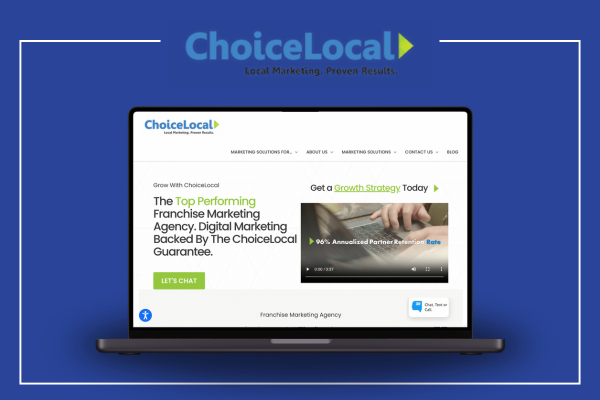 ChoiceLocal
Local Marketing. Proven Results.
ChoiceLocal
Local Marketing. Proven Results.
MARKETING SOLUTIONS FOR... ABOUT US MARKETING SOLUTIONS CONTACT US BLOG
Grow With ChoiceLocal
The Top Performing
Franchise Marketing
Agency. Digital Marketing
Backed By The ChoiceLocal
Guarantee.
LET'S CHAT
Get a Growth Strategy Today
96% Annualized Partner Retention Rate
0:00 / 0:37
Chat, Text or
Call.
Franchise Marketing Agency